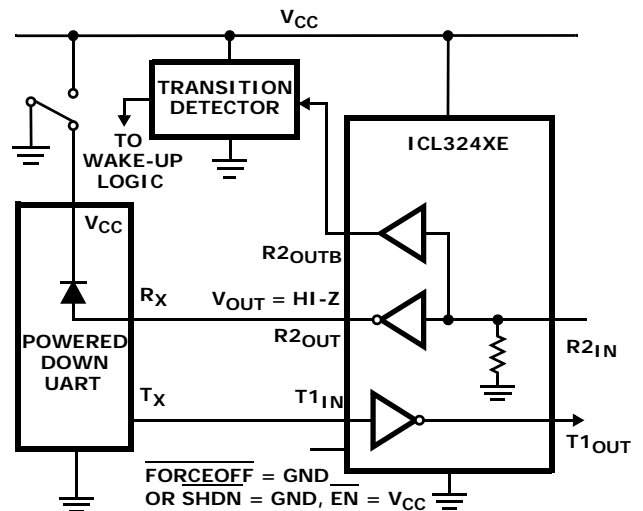 VCC
TRANSITION
DETECTOR
TO
WAKE-UP
LOGIC
ICL324XE
VCC
R2OUTB
RX
VOUT = HI-Z
R2OUT
R2IN
POWERED
DOWN
UART
TX
T1IN
T1OUT
FORCEOFF = GND
OR SHDN = GND, EN = VCC